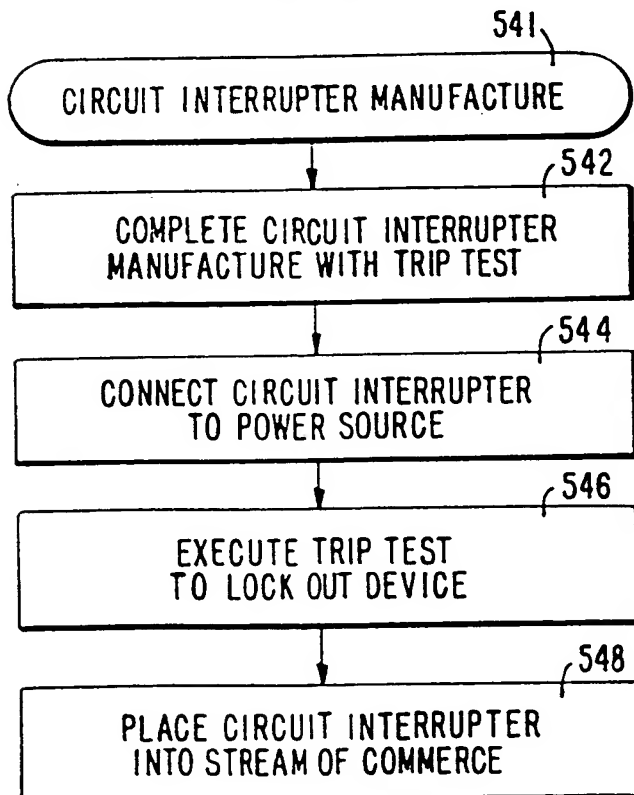 541
CIRCUIT INTERRUPTER MANUFACTURE
542
COMPLETE CIRCUIT INTERRUPTER
MANUFACTURE WITH TRIP TEST
544
CONNECT CIRCUIT INTERRUPTER
TO POWER SOURCE
546
EXECUTE TRIP TEST
TO LOCK OUT DEVICE
548
PLACE CIRCUIT INTERRUPTER
INTO STREAM OF COMMERCE